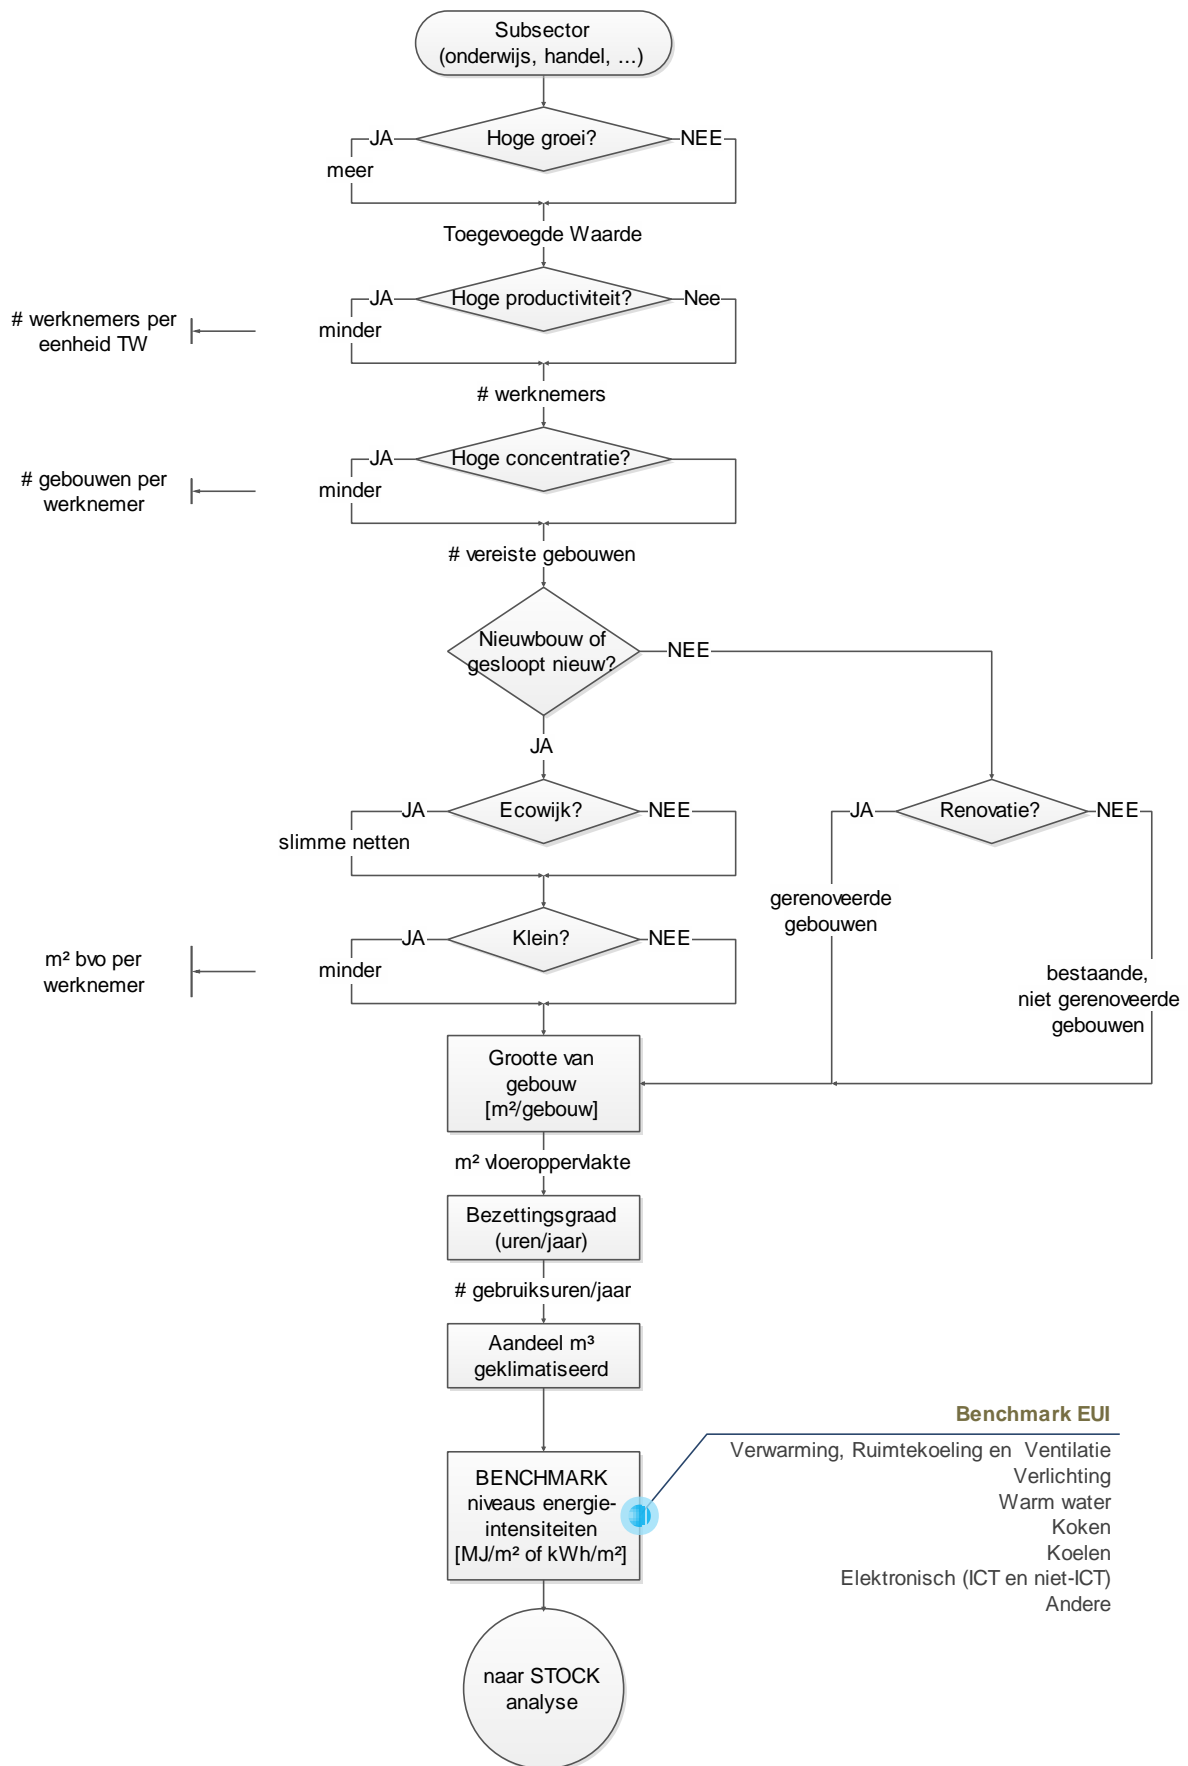 Subsector
(onderwijs, handel, ...)
Hoge groei?
JA
NEE
meer
Toegevoegde Waarde
Hoge productiviteit?
JA
Nee
minder
# werknemers per
eenheid TW
# werknemers
Hoge concentratie?
JA
minder
# gebouwen per
werknemer
# vereiste gebouwen
Nieuwbouw of
gesloopt nieuw?
NEE
JA
Ecowijk?
JA
NEE
slimme netten
Renovatie?
JA
NEE
gerenoveerde
gebouwen
bestaande,
niet gerenoveerde
gebouwen
Klein?
JA
NEE
minder
m² bvo per
werknemer
Grootte van
gebouw
[m²/gebouw]
m² vloeroppervlakte
Bezettingsgraad
(uren/jaar)
# gebruiksuren/jaar
Aandeel m³
geklimatiseerd
BENCHMARK
niveaus energie-
intensiteiten
[MJ/m² of kWh/m²]
Benchmark EUI
Verwarming, Ruimtekoeling en Ventilatie
Verlichting
Warm water
Koken
Koelen
Elektronisch (ICT en niet-ICT)
Andere
naar STOCK
analyse